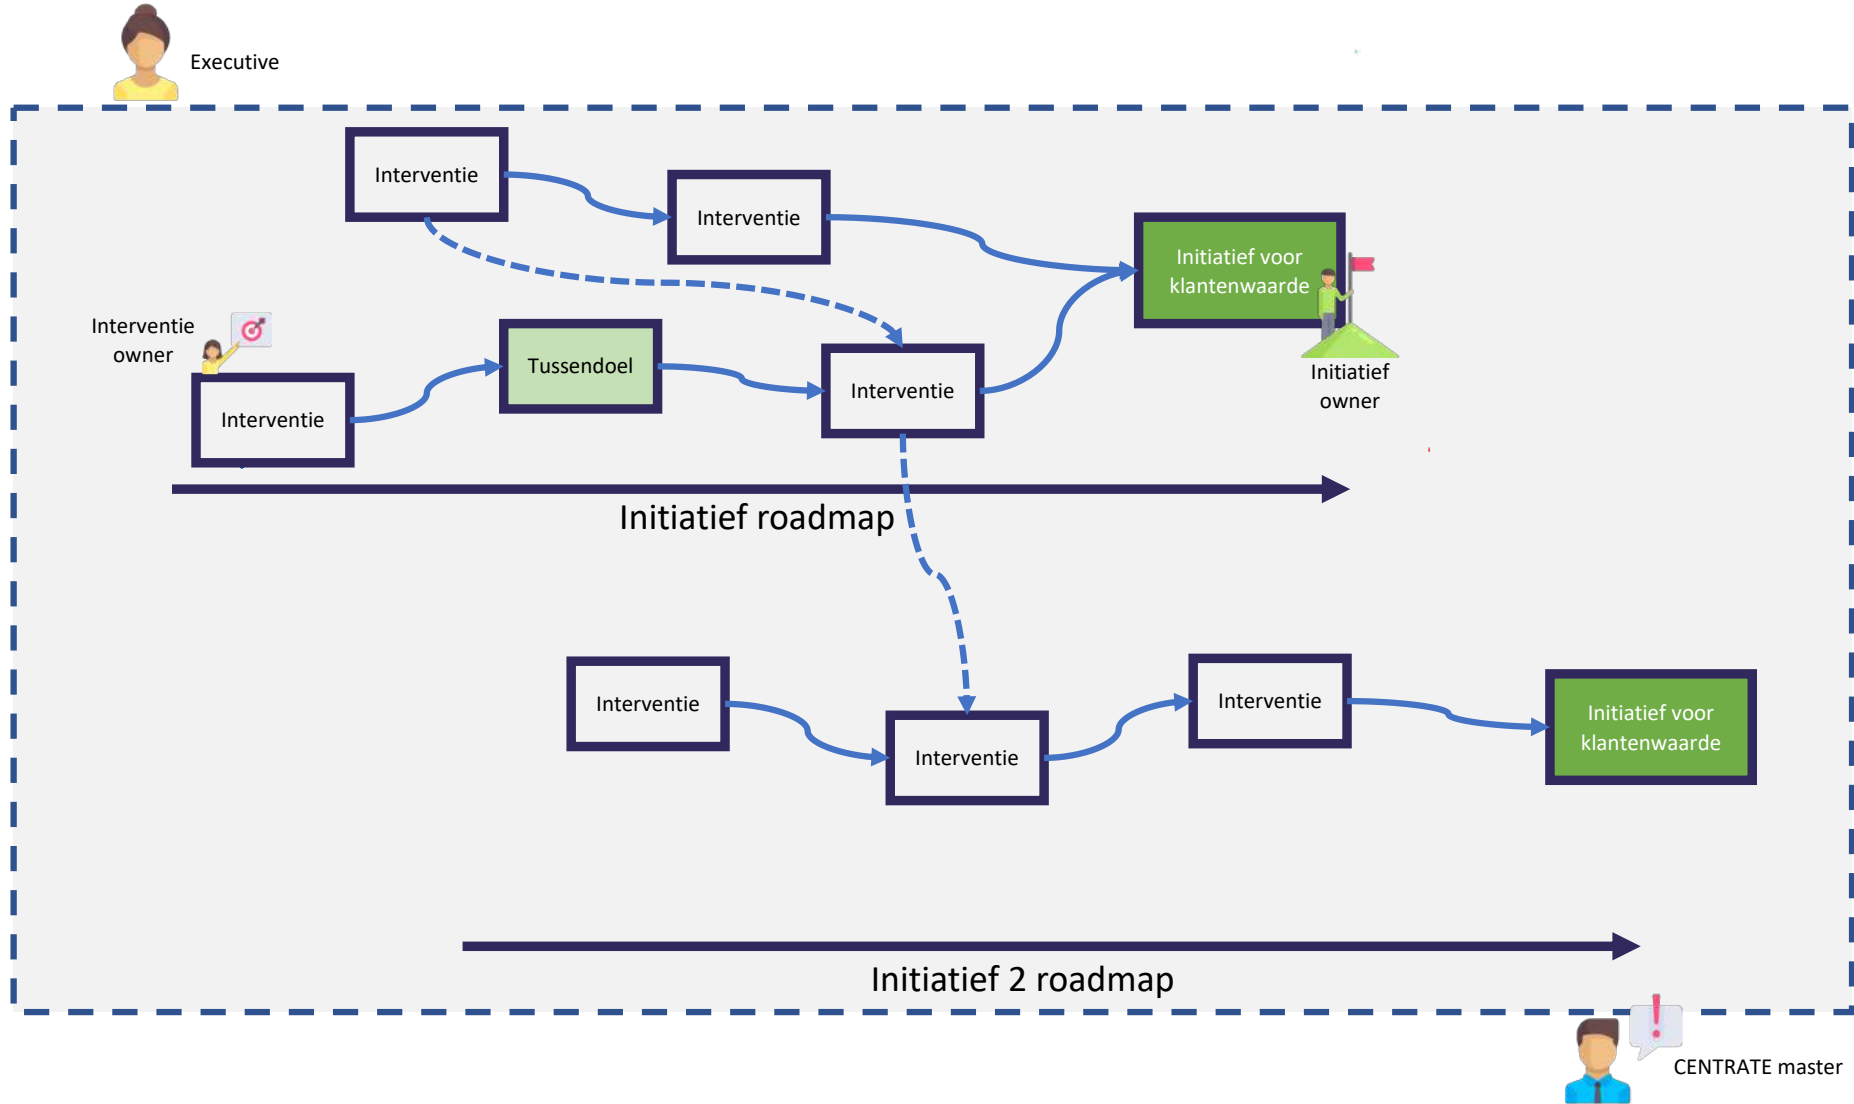 Executive
Interventie
Interventie
Initiatief voor
klantenwaarde
Interventie
owner
Tussendoel
Interventie
Initiatief
owner
Interventie
Initiatief roadmap
Interventie
Interventie
Interventie
Initiatief voor
klantenwaarde
Initiatief 2 roadmap
CENTRATE master